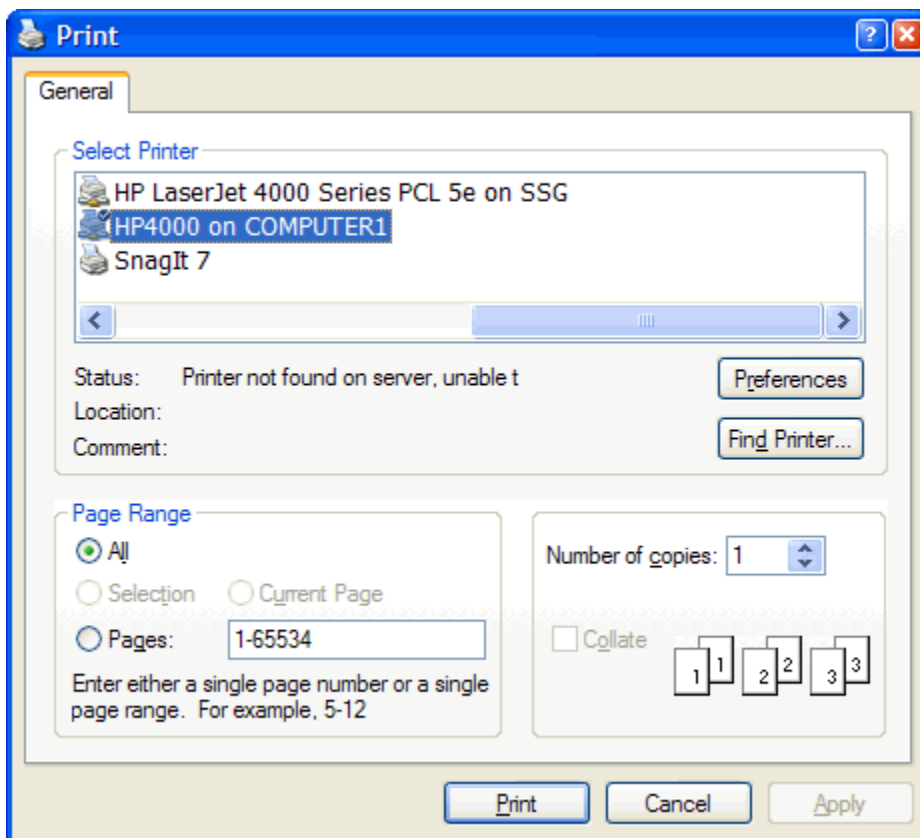 Print
General
Select Printer
HP LaserJet 4000 Series PCL 5e on SSG
HP4000 on COMPUTER1
SnagIt 7
Status: Printer not found on server, unable t
Preferences
Location:
Comment:
Find Printer...
Page Range
All
Selection Current Page
Pages: 1-65534
Enter either a single page number or a single
page range. For example, 5-12
Number of copies: 1
Collate
1 1 2 2 3 3
Print Cancel Apply